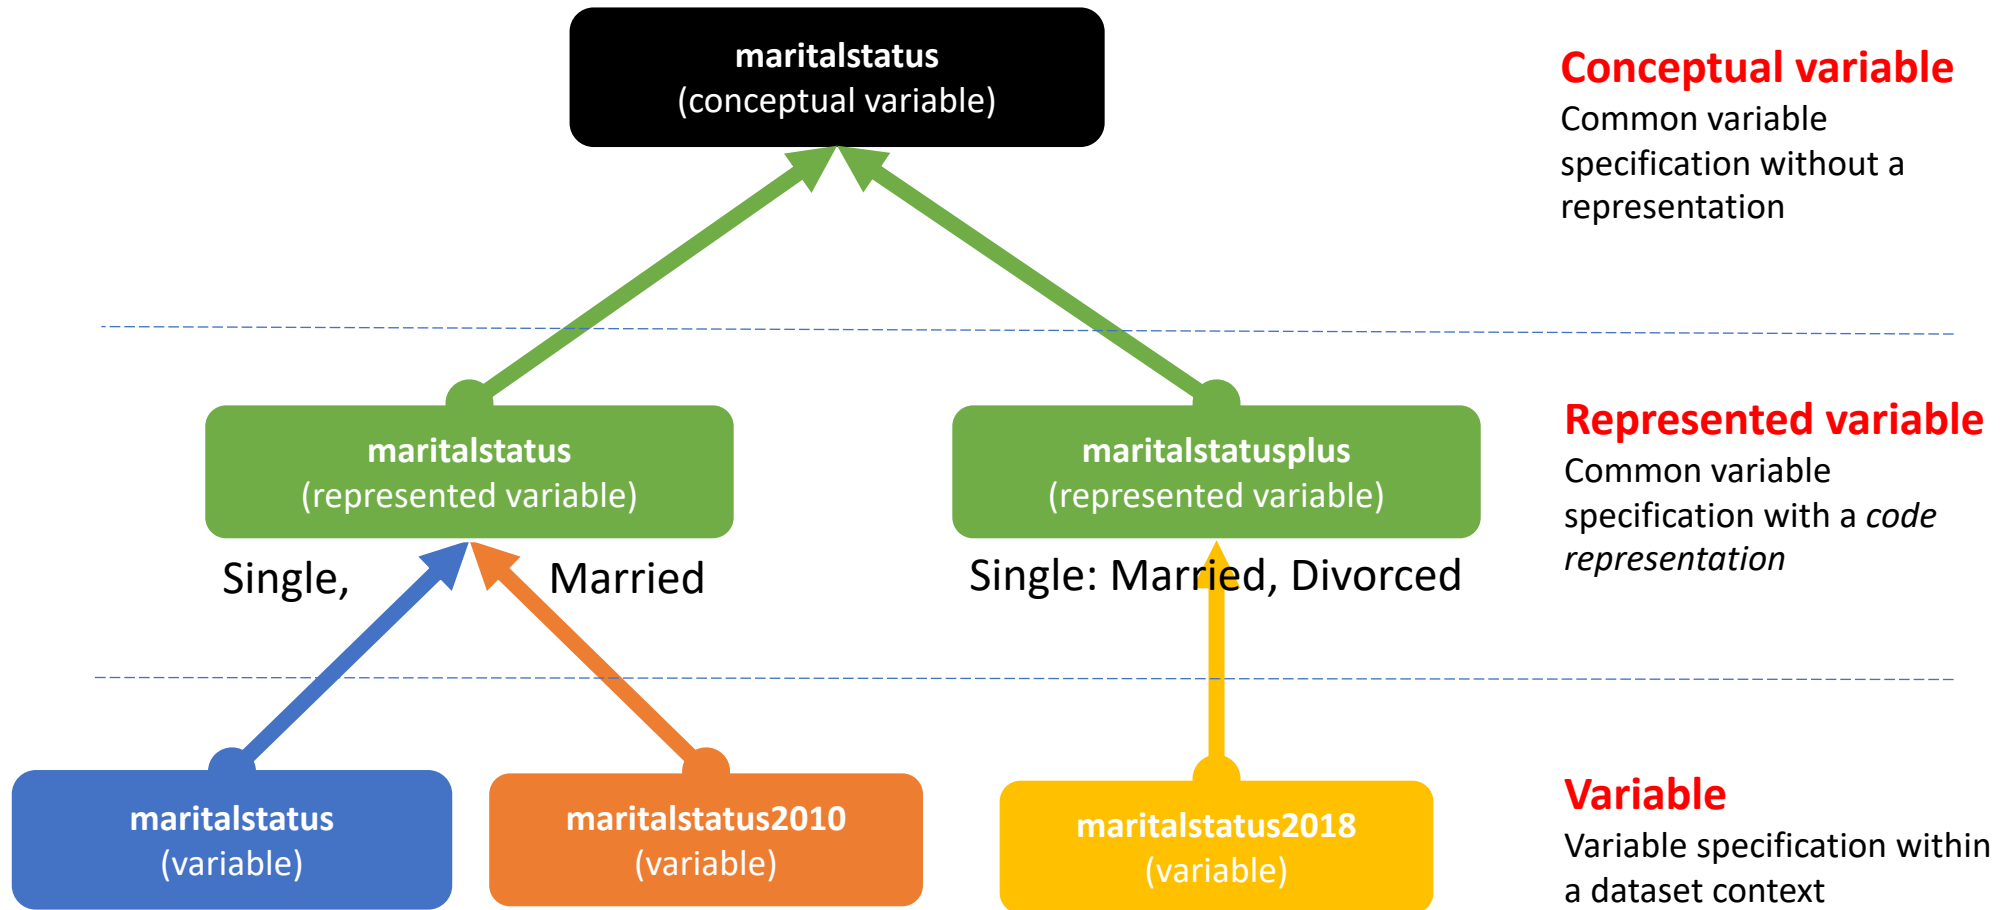 maritalstatus
(conceptual variable)
Conceptual variable
Common variable
specification without a
representation
maritalstatus
(represented variable)
maritalstatusplus
(represented variable)
Represented variable
Common variable
specification with a code
representation
Single,
Married
Single: Married, Divorced
maritalstatus
(variable)
maritalstatus2010
(variable)
maritalstatus2018
(variable)
Variable
Variable specification within
a dataset context